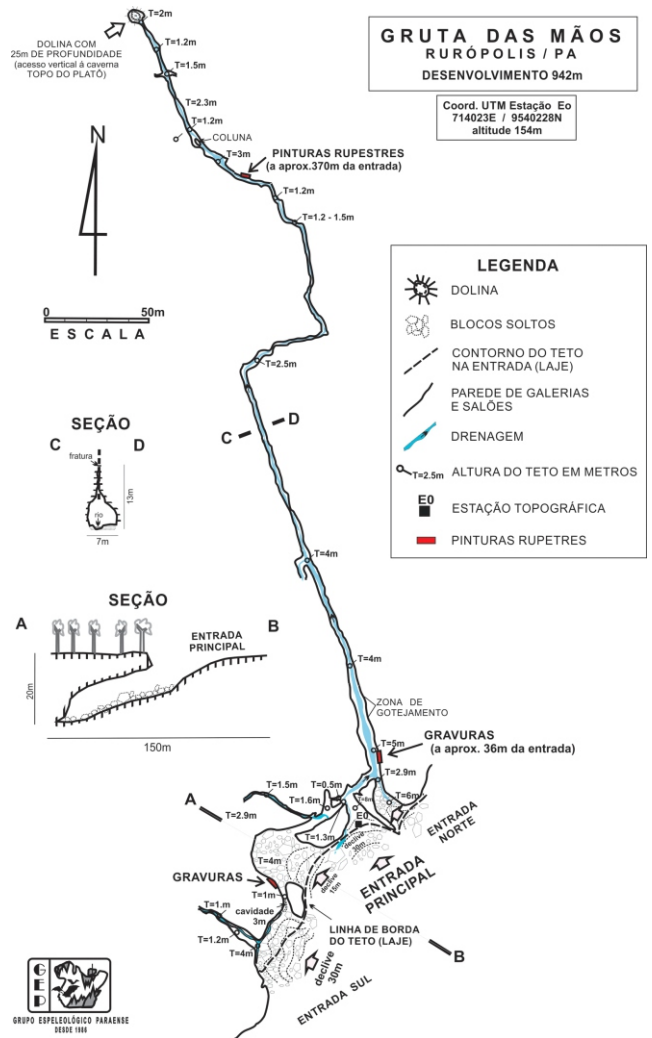 GRUTA DAS MÃOS
RURÓPOLIS / PA
DESENVOLVIMENTO 942m
Coord. UTM Estação Eo
714023E / 9540228N
altitude 154m
T=2m
DOLINA COM
25m DE PROFUNDIDADE
(acesso vertical á caverna
TOPO DO PLATÔ)
T=1.2m
T=1.5m
T=2.3m
T=1.2m
COLUNA
T=3m
PINTURAS RUPESTRES
(a aprox.370m da entrada)
T=1.2m
T=1.2 - 1.5m
N
0 50m
ESCALA
T=2.5m
LEGENDA
DOLINA
BLOCOS SOLTOS
CONTORNO DO TETO
NA ENTRADA (LAJE)
PAREDE DE GALERIAS
E SALÕES
DRENAGEM
T=2.5m ALTURA DO TETO EM METROS
E0 ESTAÇÃO TOPOGRÁFICA
PINTURAS RUPETRES
C D
SEÇÃO
C D
fratura
rio
13m
7m
T=4m
SEÇÃO
A B
ENTRADA
PRINCIPAL
20m
150m
T=4m
ZONA DE
GOTEJAMENTO
T=5m
GRAVURAS
(a aprox. 36m da entrada)
T=2.9m
T=1.5m
T=0.5m
T=1.6m
T=6m
A
T=2.9m
E0
T=1.3m
declive
30m
ENTRADA
NORTE
T=4m
ENTRADA
PRINCIPAL
declive
15m
GRAVURAS
T=1m
cavidade
3m
T=1.m
T=1.2m
T=4m
LINHA DE BORDA
DO TETO (LAJE)
B
declive
30m
ENTRADA SUL
GEP
GRUPO ESPELEOLÓGICO PARAENSE